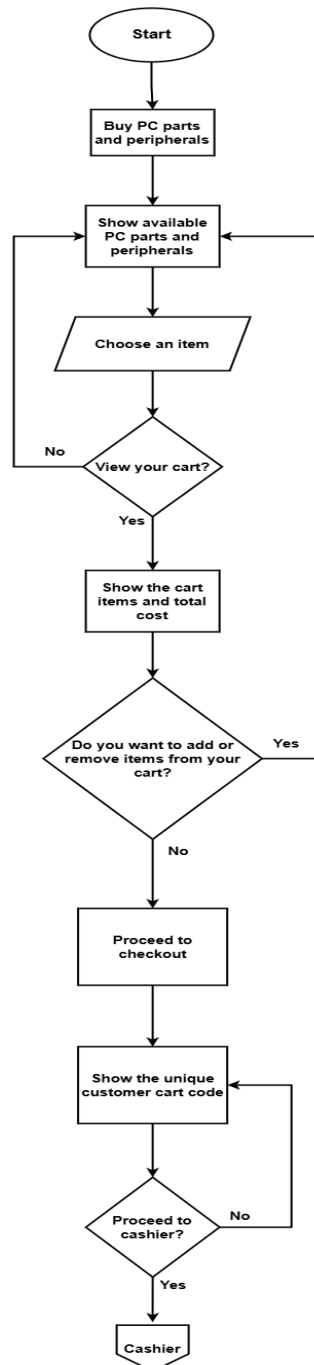 Start
Buy PC parts
and peripherals
Show available
PC parts and
peripherals
Choose an item
No
View your cart?
Yes
Show the cart
items and total
cost
Do you want to add or
remove items from your
cart?
Yes
No
Proceed to
checkout
Show the unique
customer cart code
Proceed to
cashier?
No
Yes
Cashier